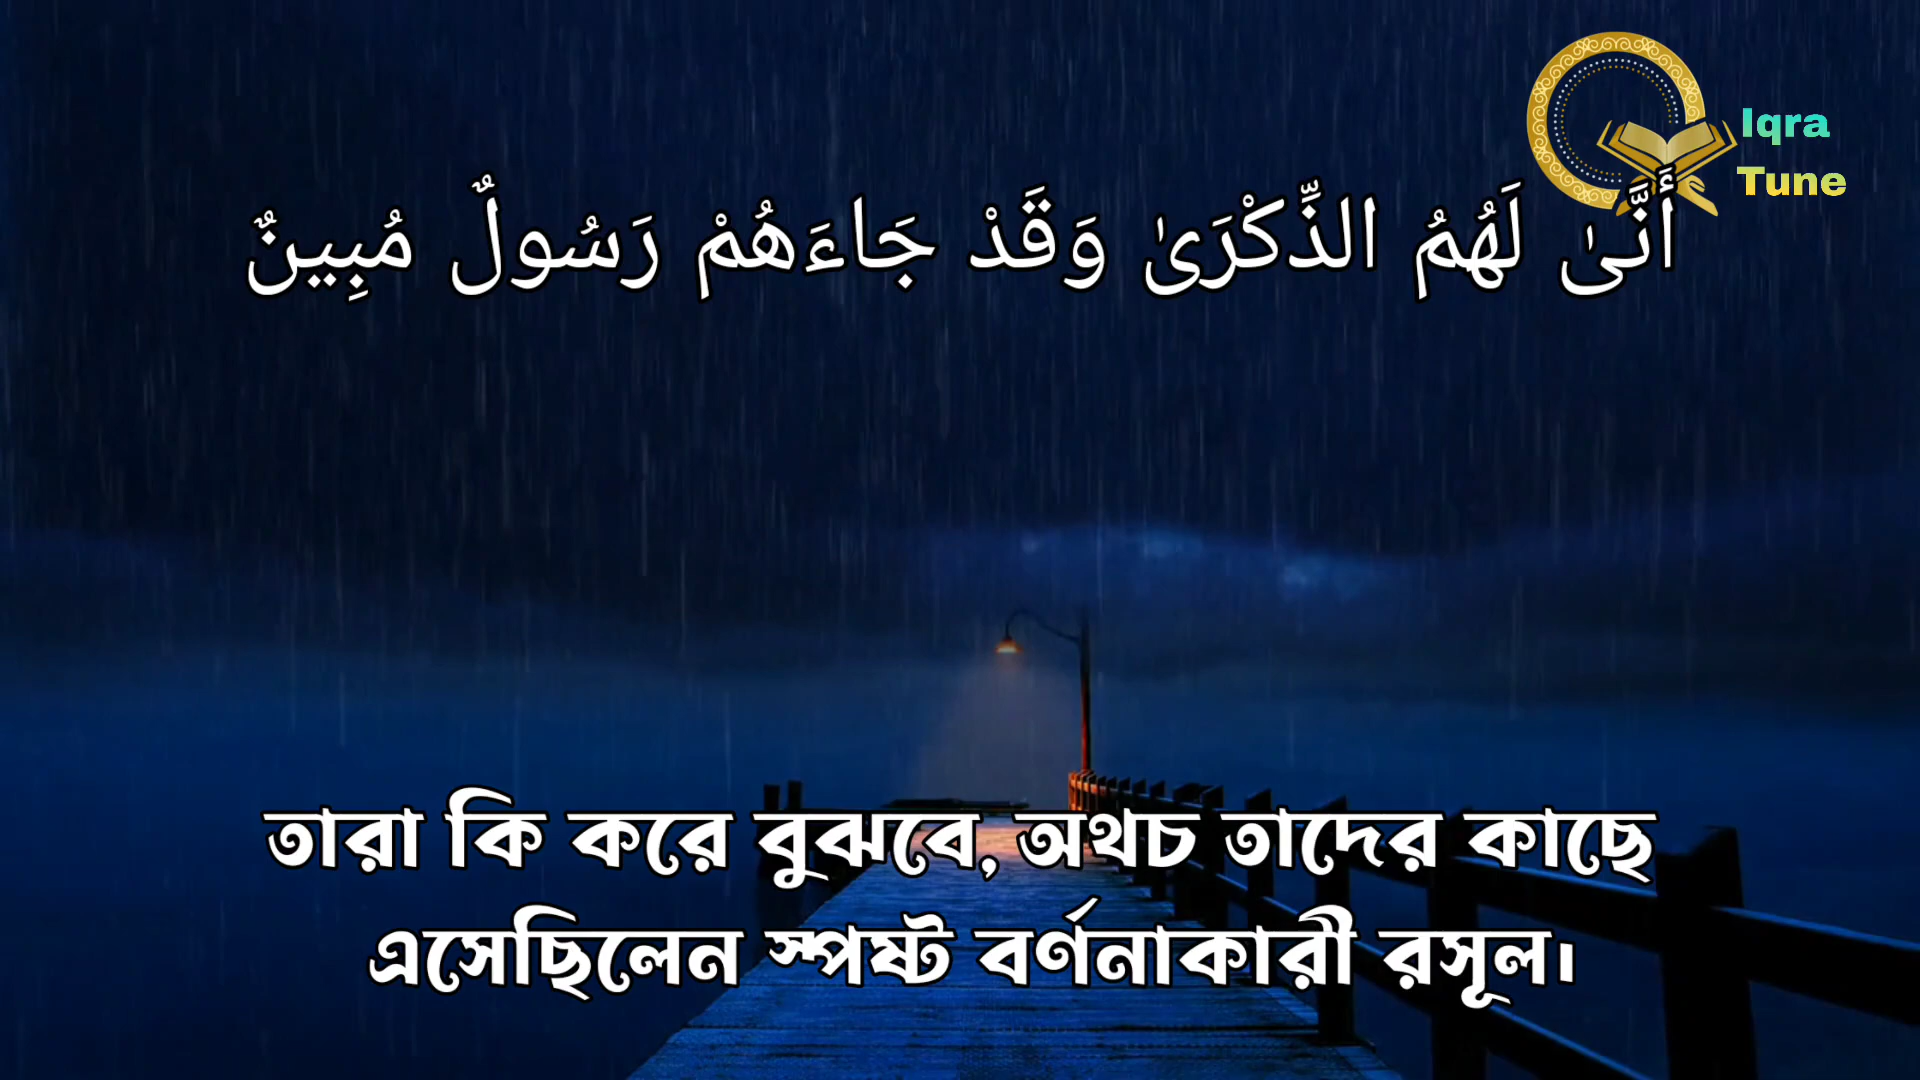 Iqra
Tune
أَنَّىٰ لَهُمُ الذِّكْرَىٰ وَقَدْ جَاءَهُمْ رَسُولٌ مُبِينٌ
তারা কি করে বুঝবে, অথচ তাদের কাছে
এসেছিলেন স্পষ্ট বর্ণনাকারী রসূল।